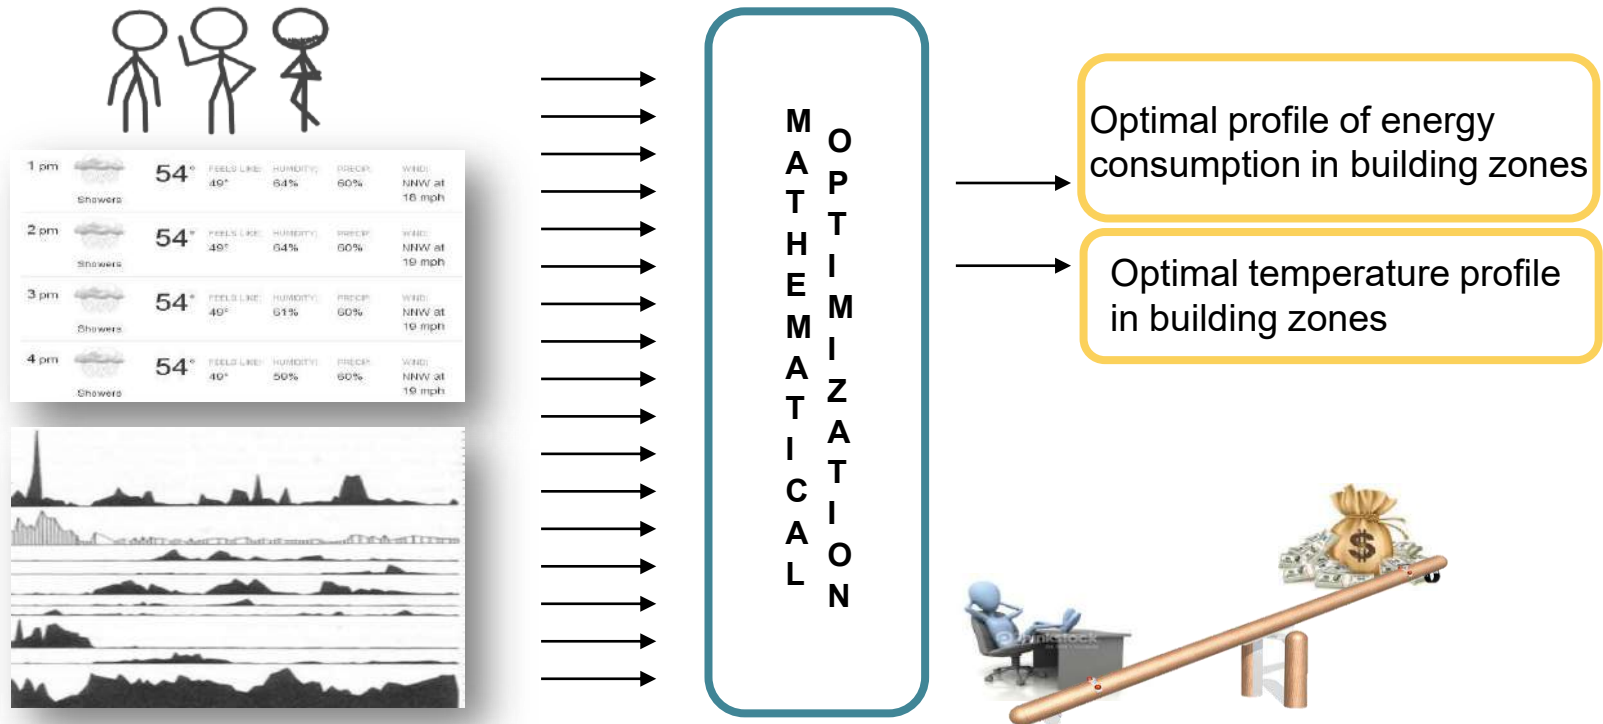 1 pm 54° FEELS LIKE: HUMIDITY: PRECIP: WIND:
49° 64% 60% NNW at
Showers 18 mph
2 pm 54° FEELS LIKE: HUMIDITY: PRECIP: WIND:
49° 64% 60% NNW at
Showers 19 mph
3 pm 54° FEELS LIKE: HUMIDITY: PRECIP: WIND:
49° 61% 60% NNW at
Showers 19 mph
4 pm 54° FEELS LIKE: HUMIDITY: PRECIP: WIND:
49° 59% 60% NNW at
Showers 19 mph
MATHEMATICAL
OPTIMIZATION
Optimal profile of energy
consumption in building zones
Optimal temperature profile
in building zones
$
thinkstock